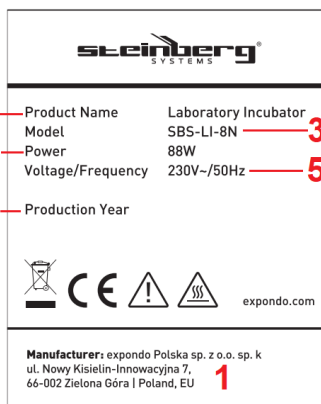 steinberg®
SYSTEMS
Product Name Laboratory Incubator
Model SBS-LI-8N 3
Power 88W
Voltage/Frequency 230V~/50Hz 5
Production Year
CE
expondo.com
Manufacturer: expondo Polska sp. z o.o. sp. k
ul. Nowy Kisielin-Innowacyjna 7,
66-002 Zielona Góra | Poland, EU 1